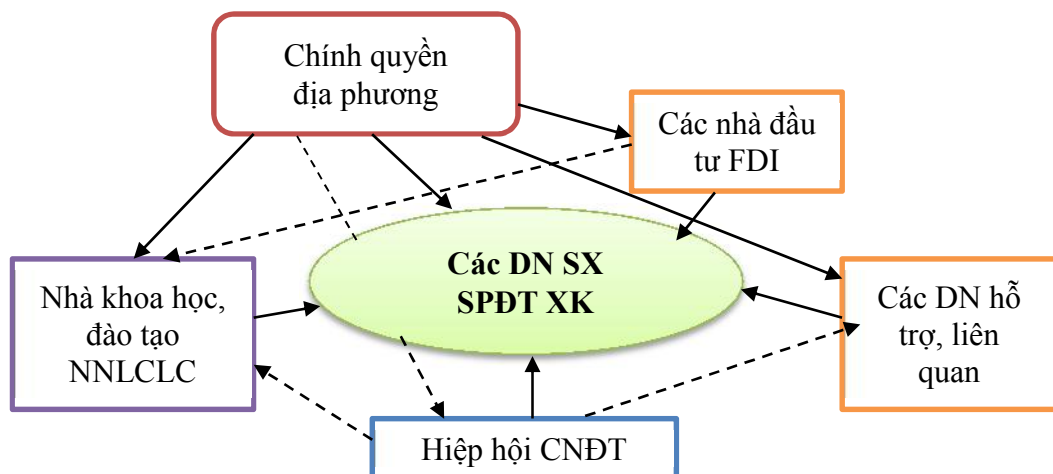 Chính quyền
địa phương
Các nhà đầu
tư FDI
Các DN SX
SPĐT XK
Nhà khoa học,
đào tạo
NNLCLC
Các DN hỗ
trợ, liên
quan
Hiệp hội CNĐT